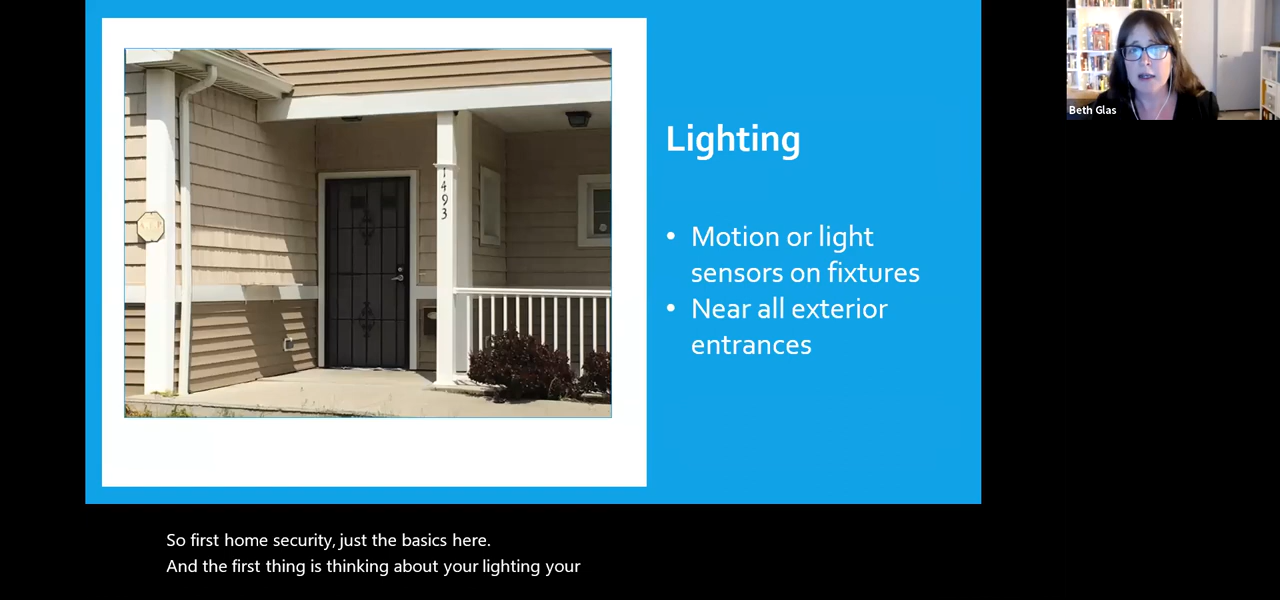 Lighting
• Motion or light
sensors on fixtures
• Near all exterior
entrances
1493
Beth Glas
So first home security, just the basics here.
And the first thing is thinking about your lighting your